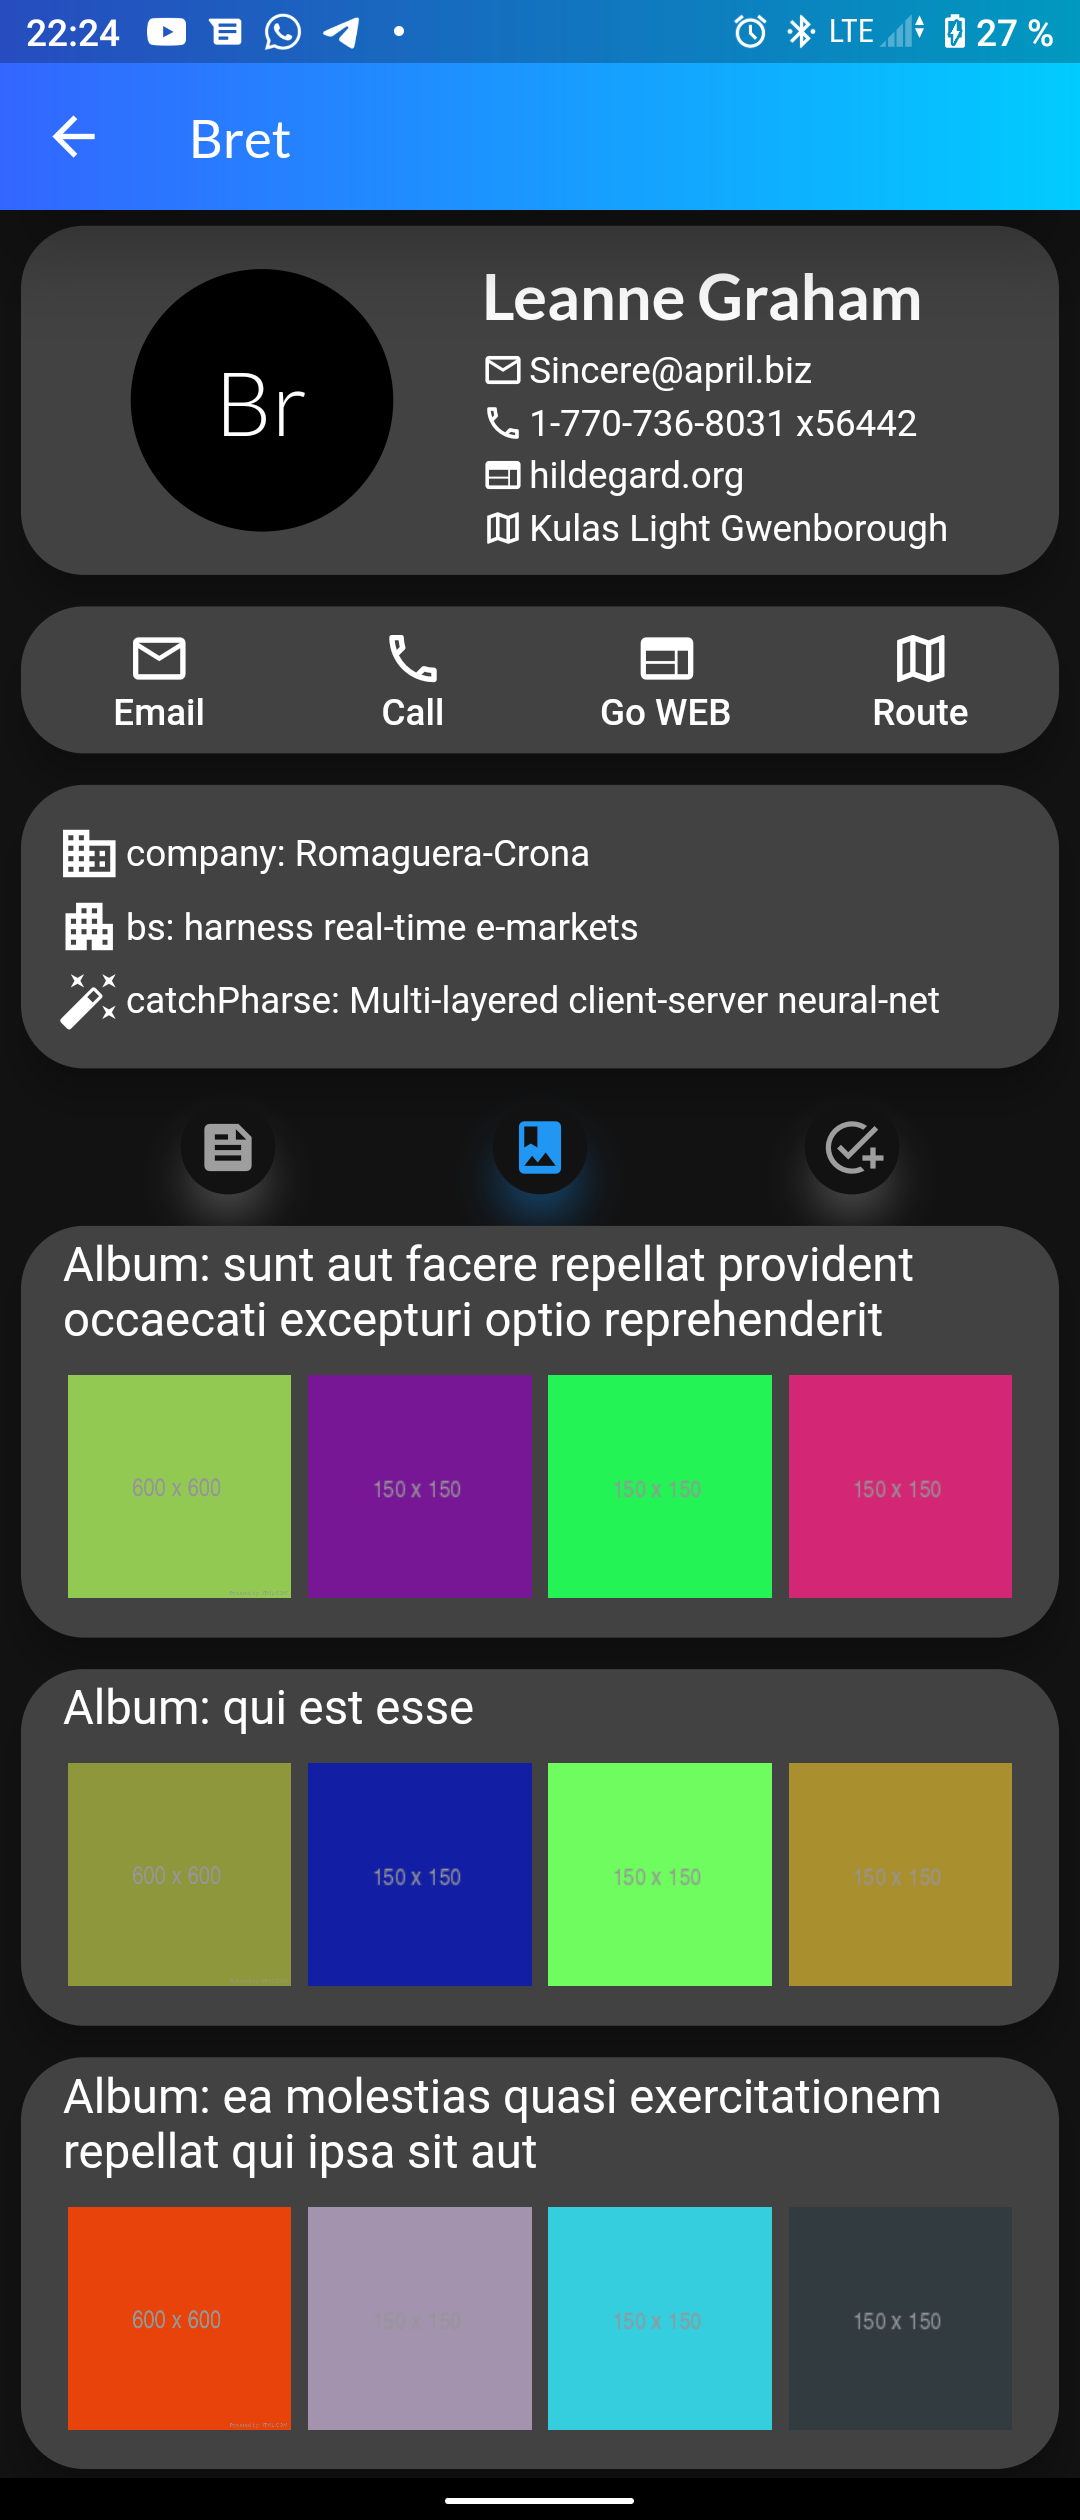 22:24 LTE 27 %
Bret
Br
Leanne Graham
Sincere@april.biz
1-770-736-8031 x56442
hildegard.org
Kulas Light Gwenborough
Email Call Go WEB Route
company: Romaguera-Crona
bs: harness real-time e-markets
catchPharse: Multi-layered client-server neural-net
Album: sunt aut facere repellat provident
occaecati excepturi optio reprehenderit
600 x 600 150 x 150 150 x 150 150 x 150
Album: qui est esse
600 x 600 150 x 150 150 x 150 150 x 150
Album: ea molestias quasi exercitationem
repellat qui ipsa sit aut
600 x 600 150 x 150 150 x 150 150 x 150